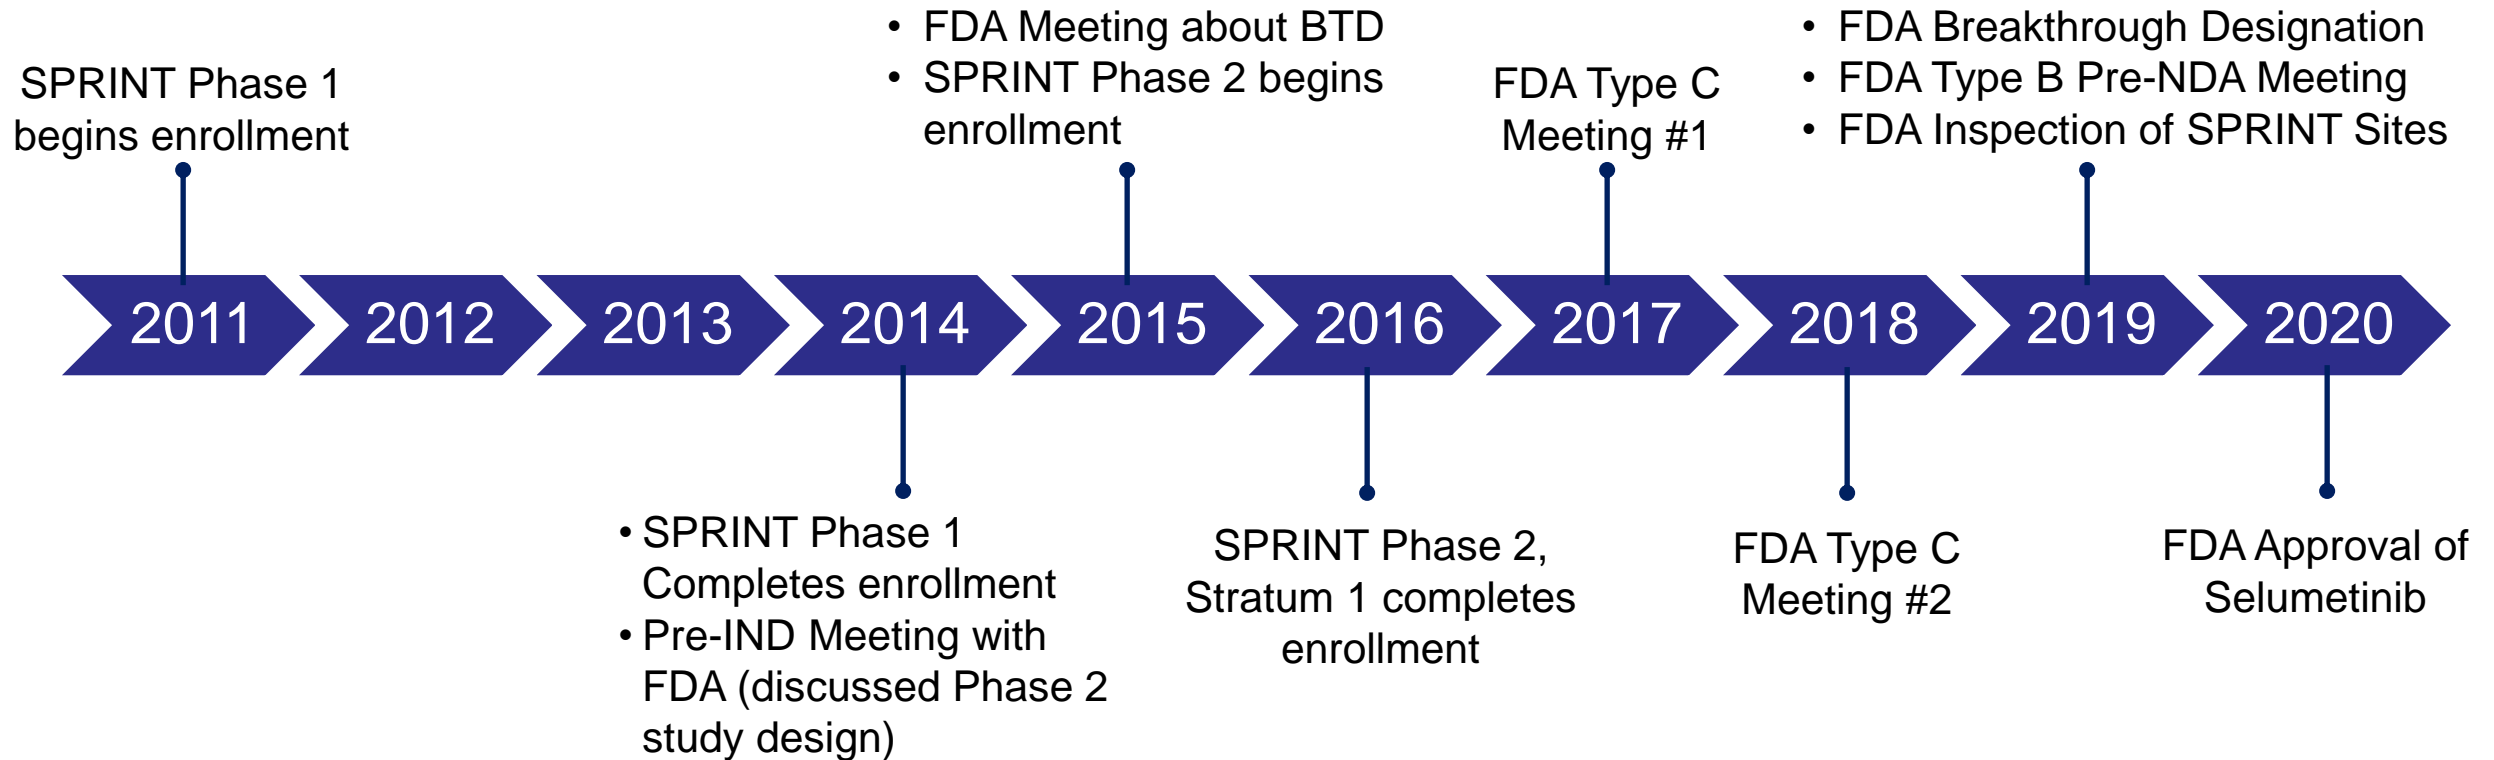 SPRINT Phase 1
begins enrollment
• FDA Meeting about BTD
• SPRINT Phase 2 begins
enrollment
FDA Type C
Meeting #1
• FDA Breakthrough Designation
• FDA Type B Pre-NDA Meeting
• FDA Inspection of SPRINT Sites
2011 2012 2013 2014 2015 2016 2017 2018 2019 2020
• SPRINT Phase 1
Completes enrollment
• Pre-IND Meeting with
FDA (discussed Phase 2
study design)
SPRINT Phase 2,
Stratum 1 completes
enrollment
FDA Type C
Meeting #2
FDA Approval of
Selumetinib